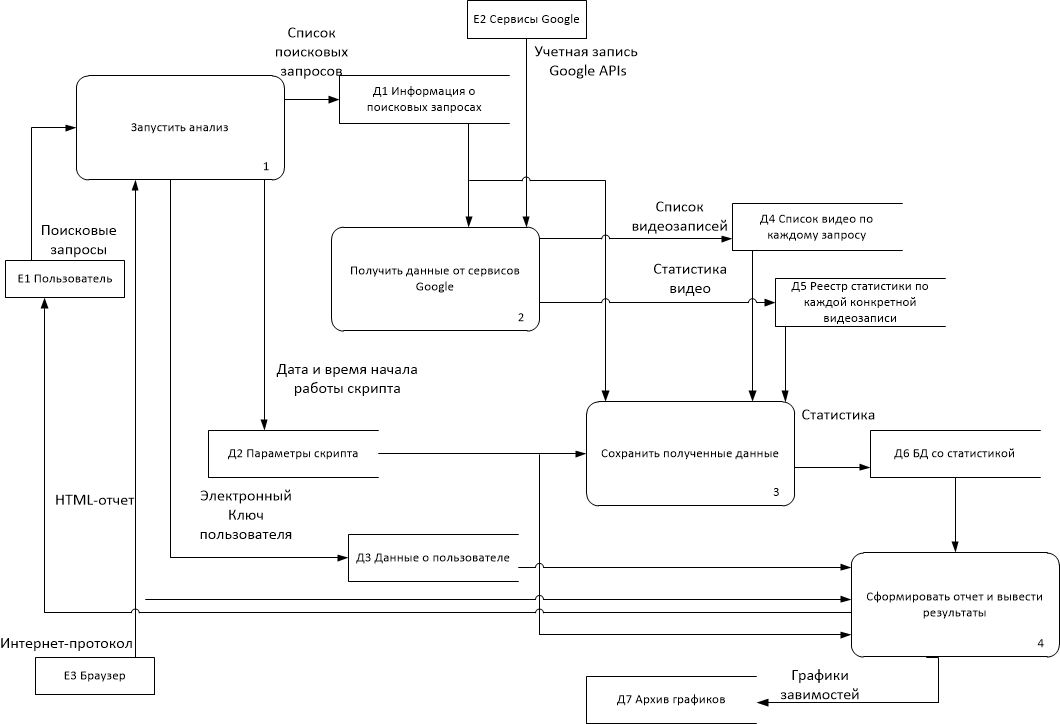 Е2 Сервисы Google
Список
поисковых
запросов
Учетная запись
Google APIs
Д1 Информация о
поисковых запросах
Запустить анализ
1
Поисковые
запросы
Е1 Пользователь
Список
видеозаписей
Д4 Список видео по
каждому запросу
Получить данные от сервисов
Google
2
Статистика
видео
Д5 Реестр статистики по
каждой конкретной
видеозаписи
Дата и время начала
работы скрипта
Статистика
Д2 Параметры скрипта
Сохранить полученные данные
3
Д6 БД со статистикой
HTML-отчет
Электронный
Ключ
пользователя
Д3 Данные о пользователе
Сформировать отчет и вывести
результаты
4
Интернет-протокол
Е3 Браузер
Графики
завимостей
Д7 Архив графиков